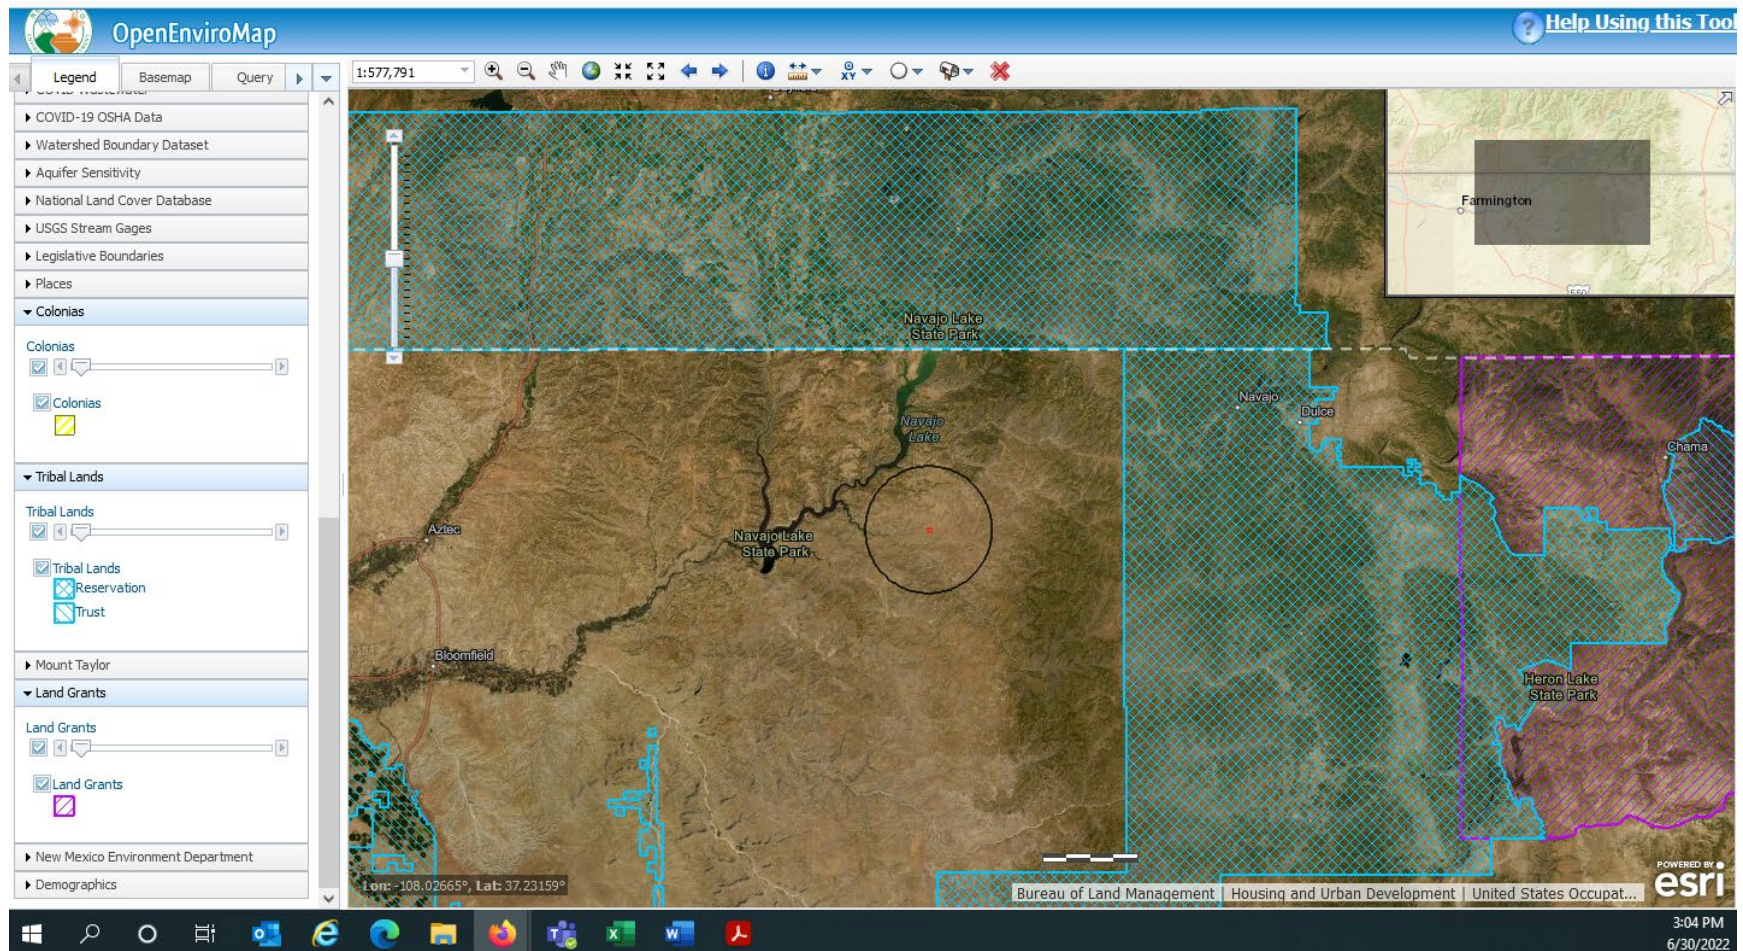 OpenEnviroMap
Help Using this Tool
Legend
Basemap
Query
1:577,791
COVID Wastewater
COVID-19 OSHA Data
Watershed Boundary Dataset
Aquifer Sensitivity
National Land Cover Database
USGS Stream Gages
Legislative Boundaries
Places
Colonias
Colonias
Colonias
Tribal Lands
Tribal Lands
Tribal Lands
Reservation
Trust
Mount Taylor
Land Grants
Land Grants
Land Grants
New Mexico Environment Department
Demographics
Farmington
550
Navajo Lake
State Park
Navajo
Dulce
Navajo
Lake
Chama
Aztec
Navajo Lake
State Park
Bloomfield
Heron Lake
State Park
Lon: -108.02665°, Lat: 37.23159°
Bureau of Land Management | Housing and Urban Development | United States Occupat...
POWERED BY
esri
3:04 PM
6/30/2022